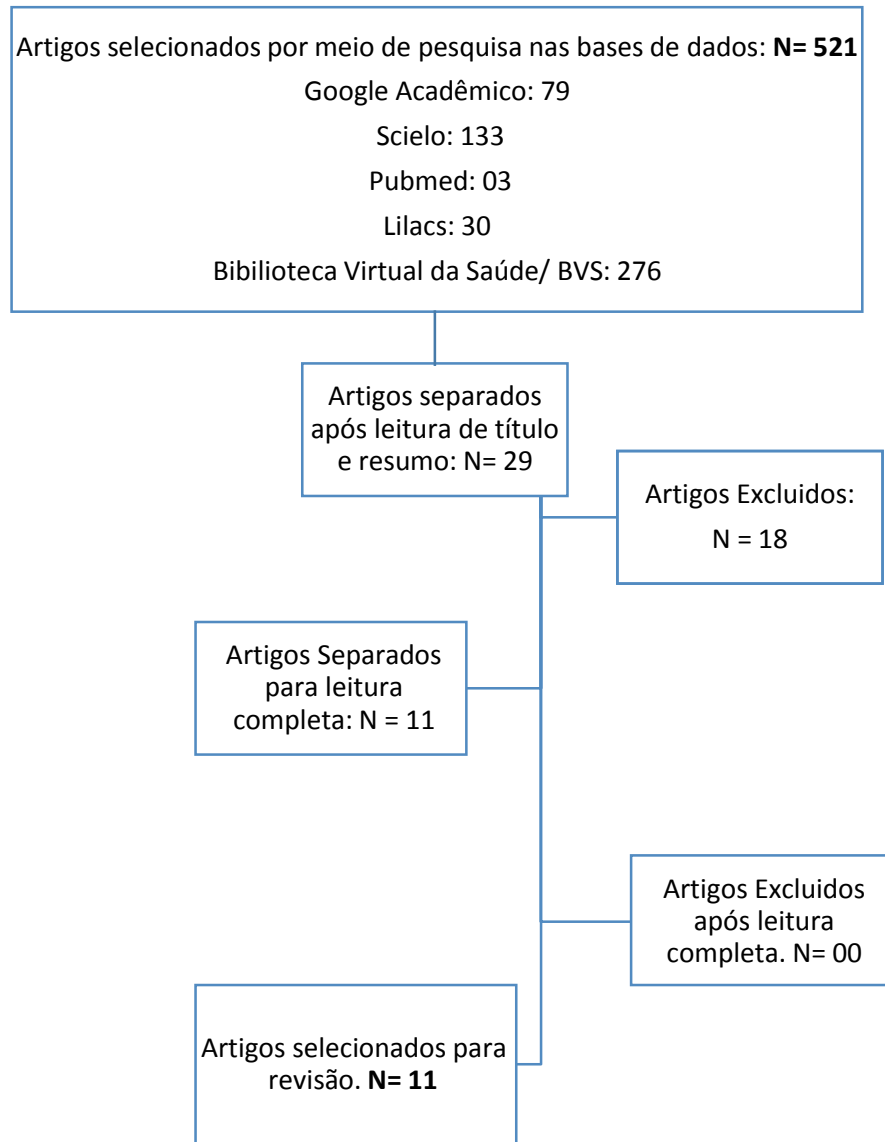 Artigos selecionados por meio de pesquisa nas bases de dados: N= 521
Google Acadêmico: 79
Scielo: 133
Pubmed: 03
Lilacs: 30
Bibilioteca Virtual da Saúde/ BVS: 276
Artigos separados
após leitura de título
e resumo: N= 29
Artigos Excluidos:
N = 18
Artigos Separados
para leitura
completa: N = 11
Artigos Excluidos
após leitura
completa. N= 00
Artigos selecionados para
revisão. N= 11